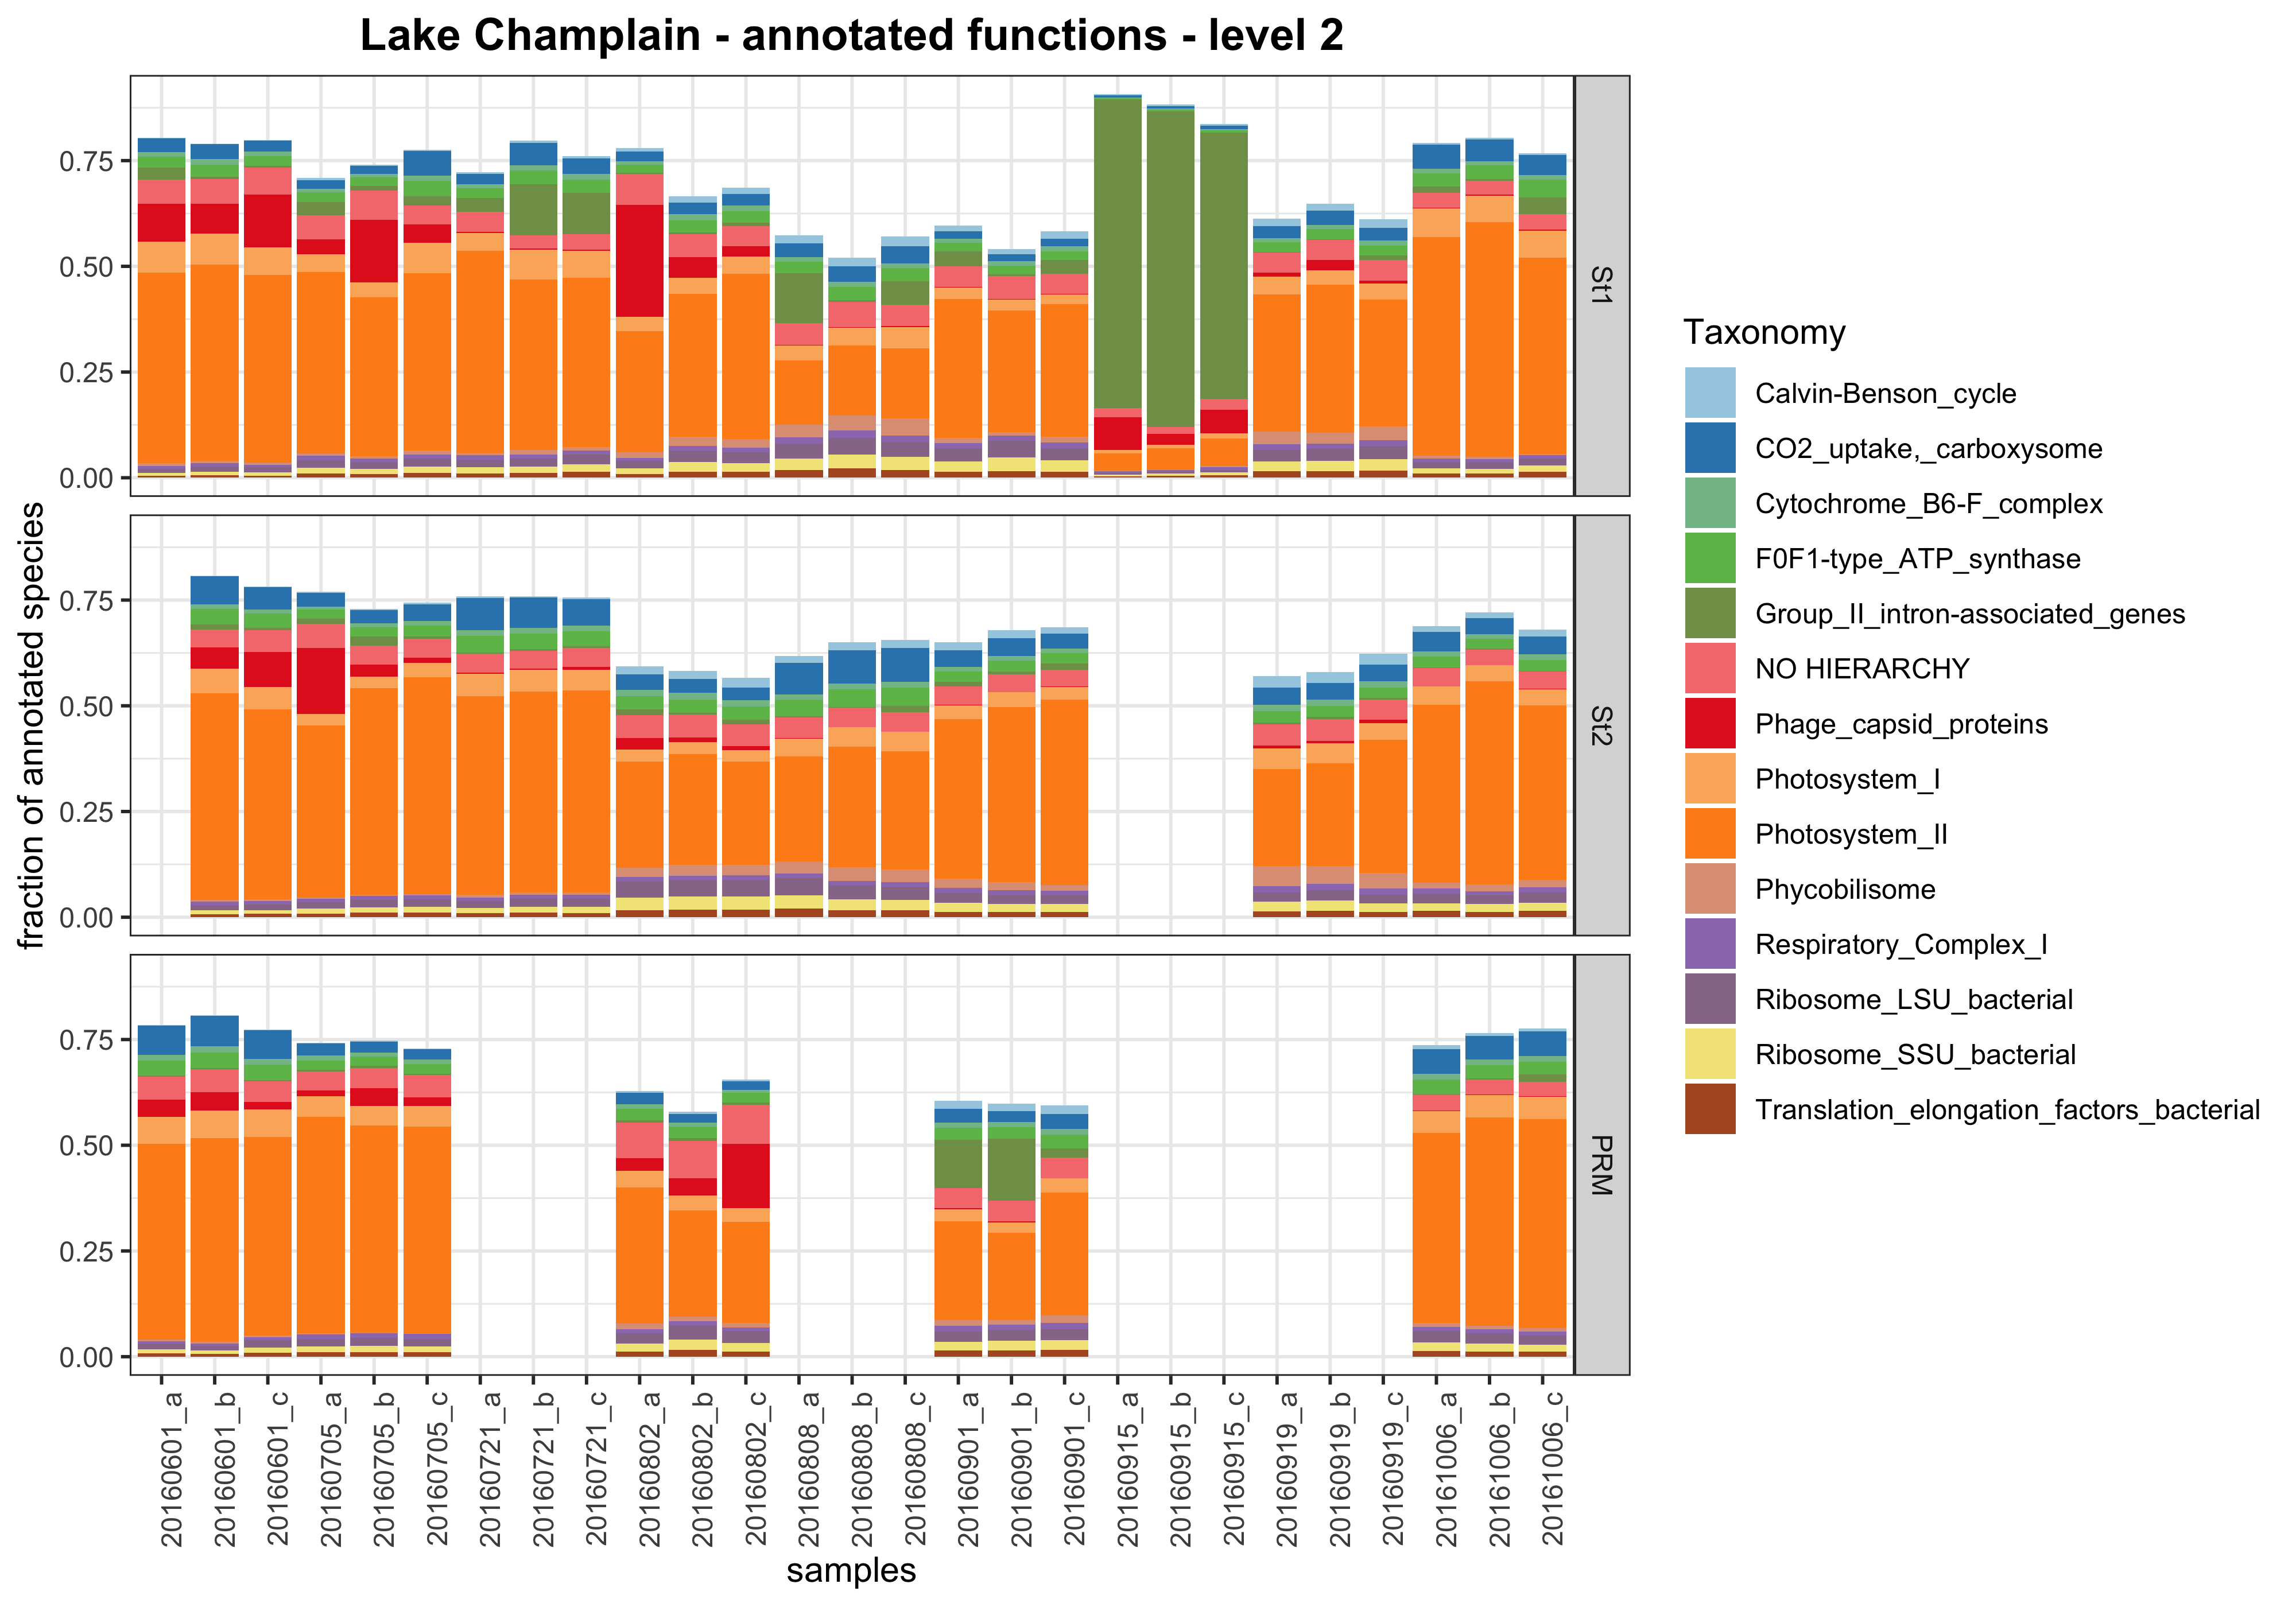 Lake Champlain - annotated functions - level 2
fraction of annotated species
0.75
0.50
0.25
0.00
St1
0.75
0.50
0.25
0.00
St2
0.75
0.50
0.25
0.00
PRM
20160601_a
20160601_b
20160601_c
20160705_a
20160705_b
20160705_c
20160721_a
20160721_b
20160721_c
20160802_a
20160802_b
20160802_c
20160808_a
20160808_b
20160808_c
20160901_a
20160901_b
20160901_c
20160915_a
20160915_b
20160915_c
20160919_a
20160919_b
20160919_c
20161006_a
20161006_b
20161006_c
samples
Taxonomy
Calvin-Benson_cycle
CO2_uptake,_carboxysome
Cytochrome_B6-F_complex
F0F1-type_ATP_synthase
Group_II_intron-associated_genes
NO HIERARCHY
Phage_capsid_proteins
Photosystem_I
Photosystem_II
Phycobilisome
Respiratory_Complex_I
Ribosome_LSU_bacterial
Ribosome_SSU_bacterial
Translation_elongation_factors_bacterial